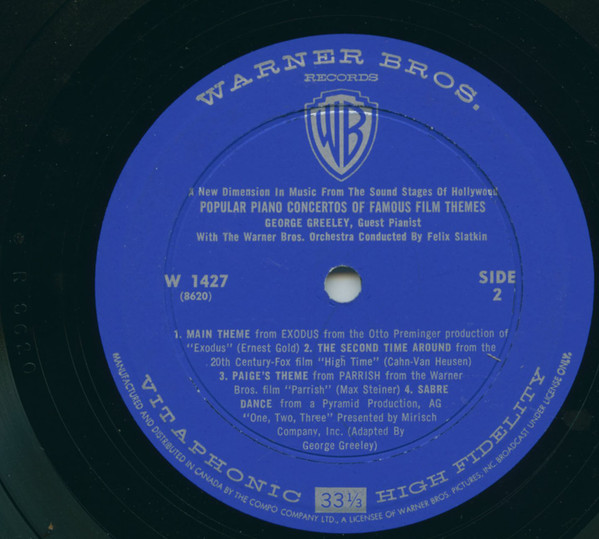 WARNER BROS.
RECORDS
WB
A New Dimension In Music From The Sound Stages Of Hollywood
POPULAR PIANO CONCERTOS OF FAMOUS FILM THEMES
GEORGE GREELEY, Guest Pianist
With The Warner Bros. Orchestra Conducted By Felix Slatkin
W 1427
(8620)
SIDE
2
1. MAIN THEME from EXODUS from the Otto Preminger production of
"Exodus" (Ernest Gold) 2. THE SECOND TIME AROUND from the
20th Century-Fox film "High Time" (Cahn-Van Heusen)
3. PAIGE'S THEME from PARRISH from the Warner
Bros. film "Parrish" (Max Steiner) 4. SABRE
DANCE from a Pyramid Production, AG
"One, Two, Three" Presented by Mirisch
Company, Inc. (Adapted By
George Greeley)
VITAPHONIC 33 1/3 HIGH FIDELITY
MANUFACTURED AND DISTRIBUTED IN CANADA BY THE COMPO COMPANY LTD., A LICENSEE OF WARNER BROS. PICTURES, INC. BROADCAST UNDER LICENSE ONLY.